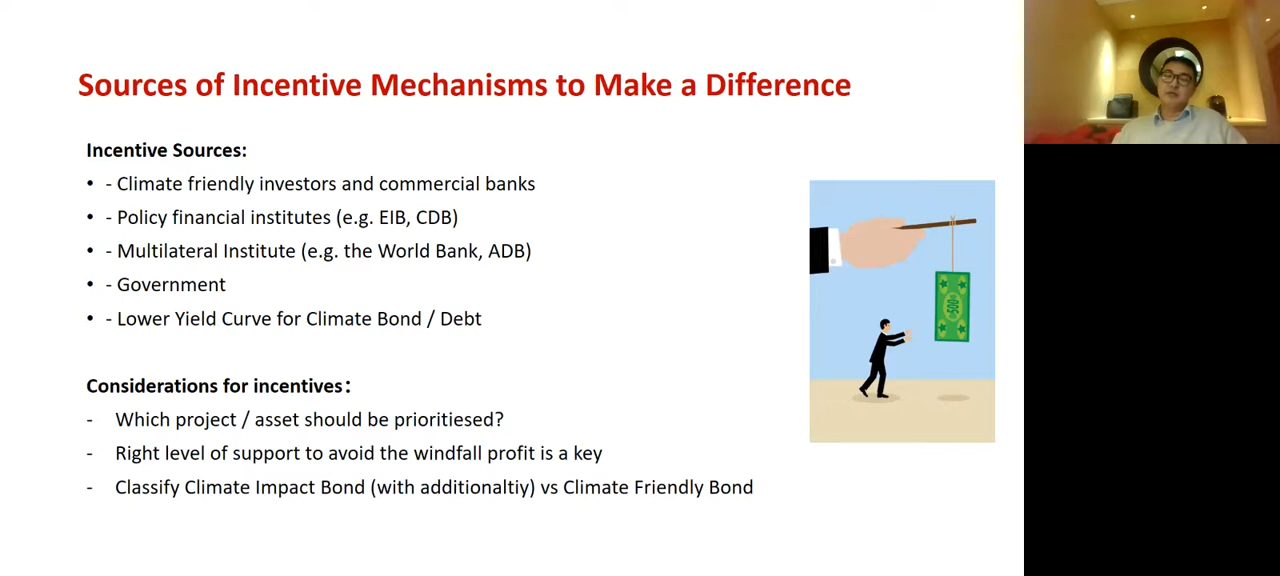 Sources of Incentive Mechanisms to Make a Difference
Incentive Sources:
• - Climate friendly investors and commercial banks
• - Policy financial institutes (e.g. EIB, CDB)
• - Multilateral Institute (e.g. the World Bank, ADB)
• - Government
• - Lower Yield Curve for Climate Bond / Debt
Considerations for incentives：
- Which project / asset should be prioritiesed?
- Right level of support to avoid the windfall profit is a key
- Classify Climate Impact Bond (with additionaltiy) vs Climate Friendly Bond
500